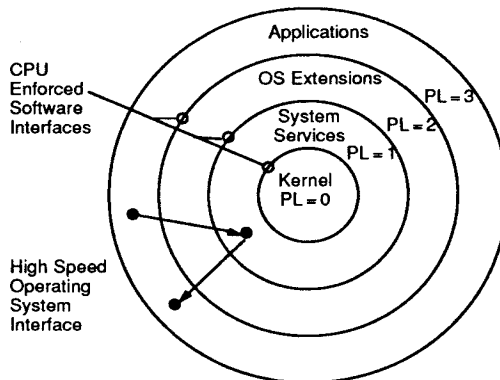 Applications
CPU
Enforced
Software
Interfaces
OS Extensions
PL = 3
System
Services
PL = 2
PL = 1
Kernel
PL = 0
High Speed
Operating
System
Interface